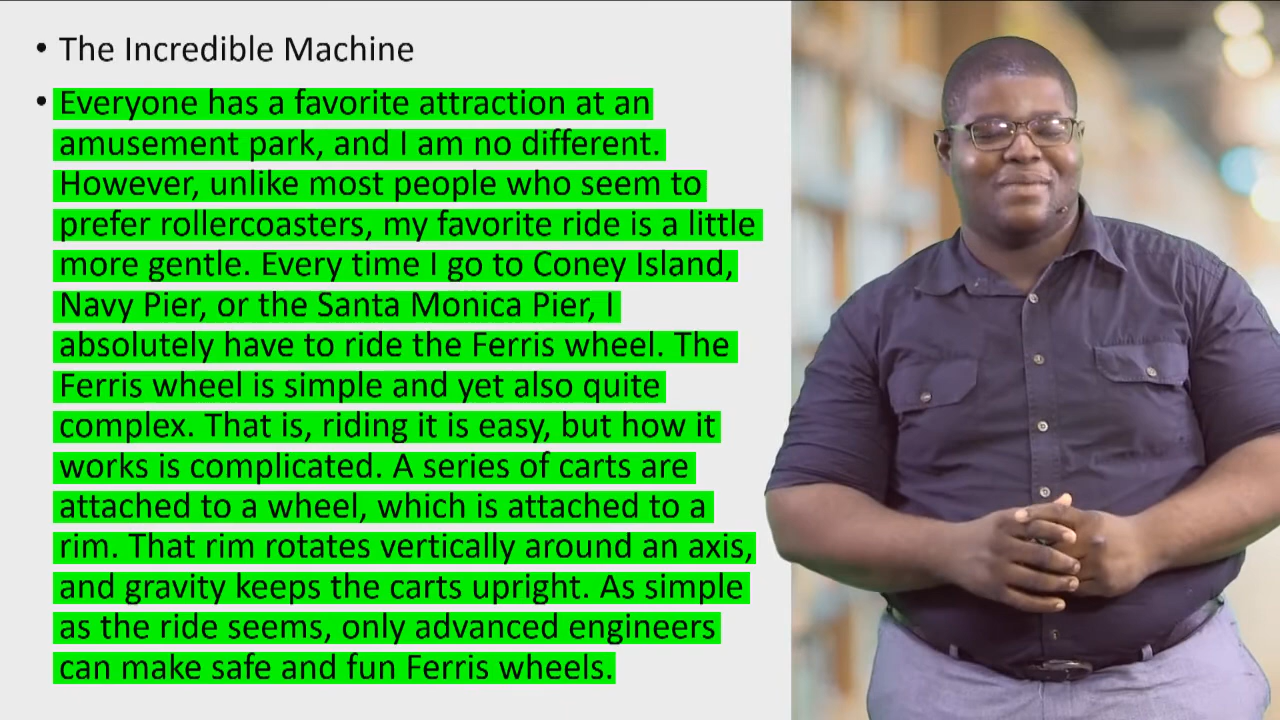 • The Incredible Machine
• Everyone has a favorite attraction at an
amusement park, and I am no different.
However, unlike most people who seem to
prefer rollercoasters, my favorite ride is a little
more gentle. Every time I go to Coney Island,
Navy Pier, or the Santa Monica Pier, I
absolutely have to ride the Ferris wheel. The
Ferris wheel is simple and yet also quite
complex. That is, riding it is easy, but how it
works is complicated. A series of carts are
attached to a wheel, which is attached to a
rim. That rim rotates vertically around an axis,
and gravity keeps the carts upright. As simple
as the ride seems, only advanced engineers
can make safe and fun Ferris wheels.